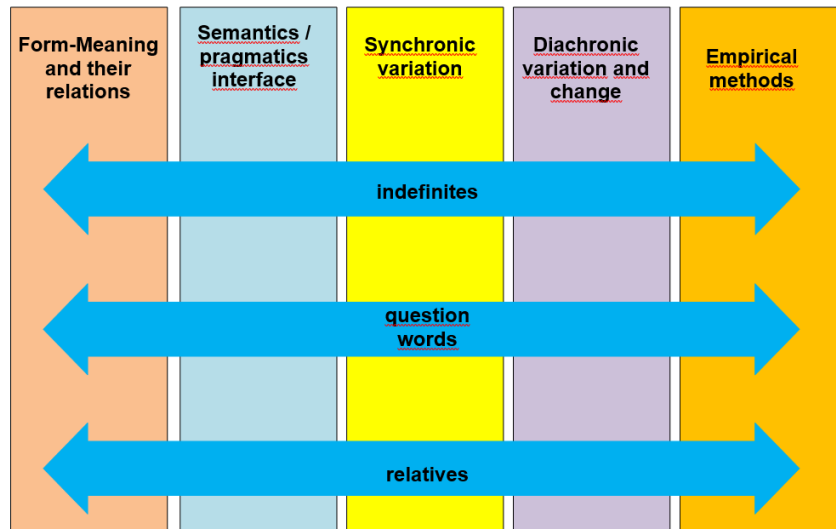 Form-Meaning
and their
relations
Semantics /
pragmatics
interface
Synchronic
variation
Diachronic
variation and
change
Empirical
methods
indefinites
question
words
relatives